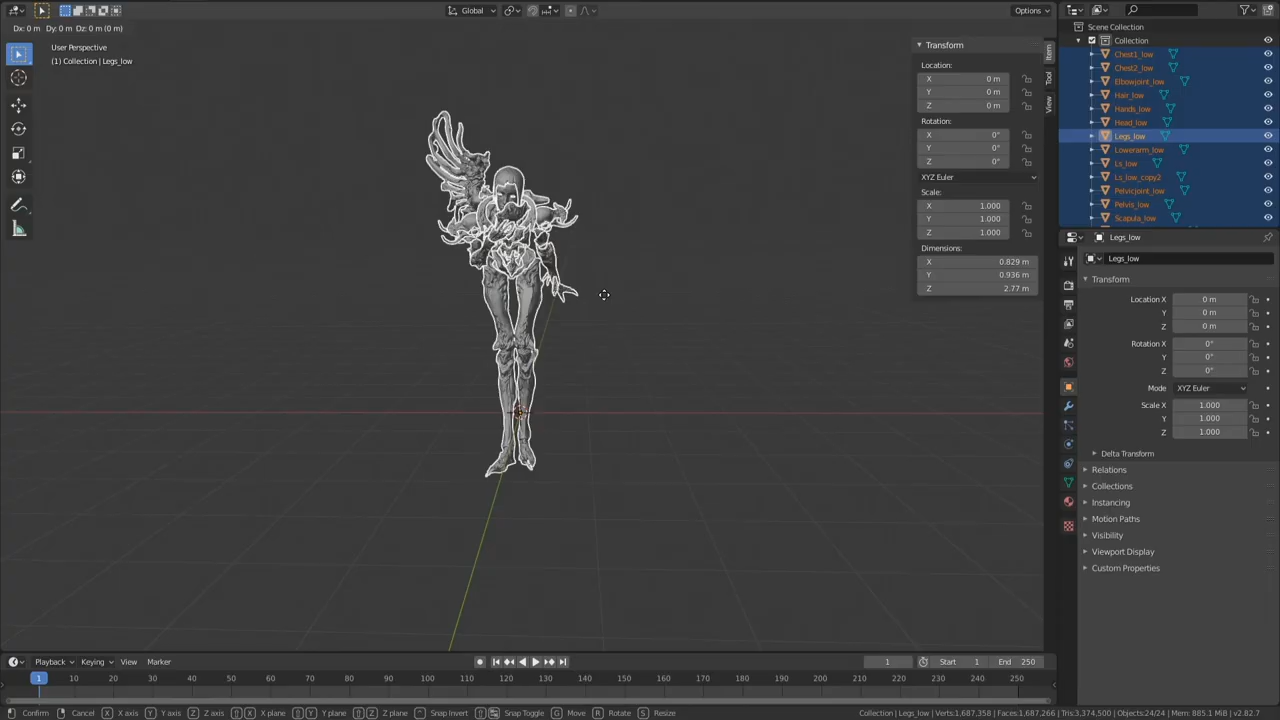 Global
Options
Dx: 0 m Dy: 0 m Dz: 0 m (0 m)
User Perspective
(1) Collection | Legs_low
Transform
Location:
X 0 m
Y 0 m
Z 0 m
Rotation:
X 0°
Y 0°
Z 0°
XYZ Euler
Scale:
X 1.000
Y 1.000
Z 1.000
Dimensions:
X 0.829 m
Y 0.936 m
Z 2.77 m
Item
Tool
View
Scene Collection
Collection
Chest1_low
Chest2_low
Elbowjoint_low
Hair_low
Hands_low
Head_low
Legs_low
Lowerarm_low
Ls_low
Ls_low_copy2
Pelvicjoint_low
Pelvis_low
Scapula_low
Legs_low
Legs_low
Transform
Location X 0 m
Y 0 m
Z 0 m
Rotation X 0°
Y 0°
Z 0°
Mode XYZ Euler
Scale X 1.000
Y 1.000
Z 1.000
Delta Transform
Relations
Collections
Instancing
Motion Paths
Visibility
Viewport Display
Custom Properties
Playback Keying View Marker
1 Start 1 End 250
1 10 20 30 40 50 60 70 80 90 100 110 120 130 140 150 160 170 180 190 200 210 220 230 240 250
Confirm Cancel X X axis Y Y axis Z Z axis X X plane Y Y plane Z Z plane Snap Invert Snap Toggle G Move R Rotate S Resize
Collection | Legs_low | Verts:1,687,358 | Faces:1,687,266 | Tris:3,374,500 | Objects:24/24 | Mem: 885.1 MiB | v2.82.7